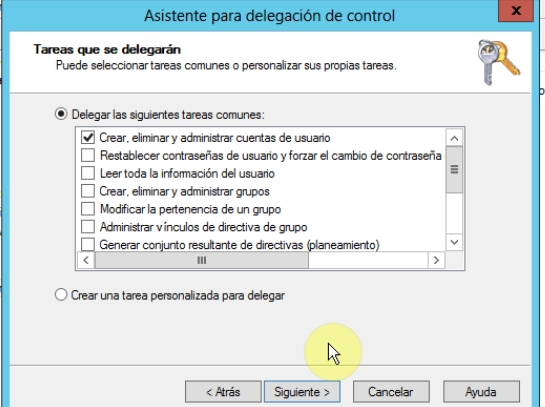 Asistente para delegación de control
x
Tareas que se delegarán
Puede seleccionar tareas comunes o personalizar sus propias tareas.
Delegar las siguientes tareas comunes:
Crear, eliminar y administrar cuentas de usuario
Restablecer contraseñas de usuario y forzar el cambio de contraseña
Leer toda la información del usuario
Crear, eliminar y administrar grupos
Modificar la pertenencia de un grupo
Administrar vínculos de directiva de grupo
Generar conjunto resultante de directivas (planeamiento)
Crear una tarea personalizada para delegar
< Atrás Siguiente > Cancelar Ayuda